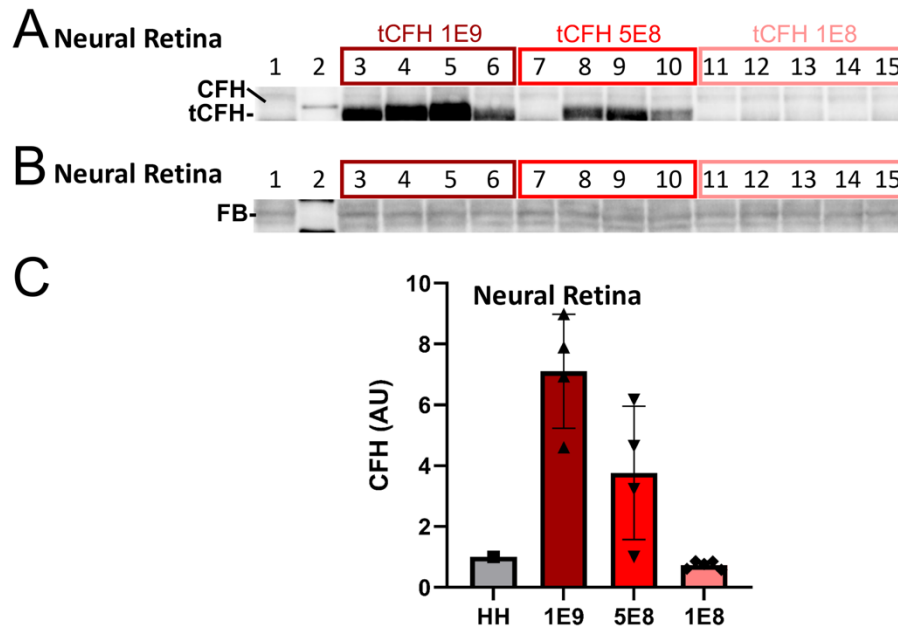 A Neural Retina
tCFH 1E9 tCFH 5E8 tCFH 1E8
1 2 3 4 5 6 7 8 9 10 11 12 13 14 15
CFH
tCFH-
B Neural Retina
1 2 3 4 5 6 7 8 9 10 11 12 13 14 15
FB-
C
Neural Retina
CFH (AU)
10
8
6
4
2
0
HH 1E9 5E8 1E8